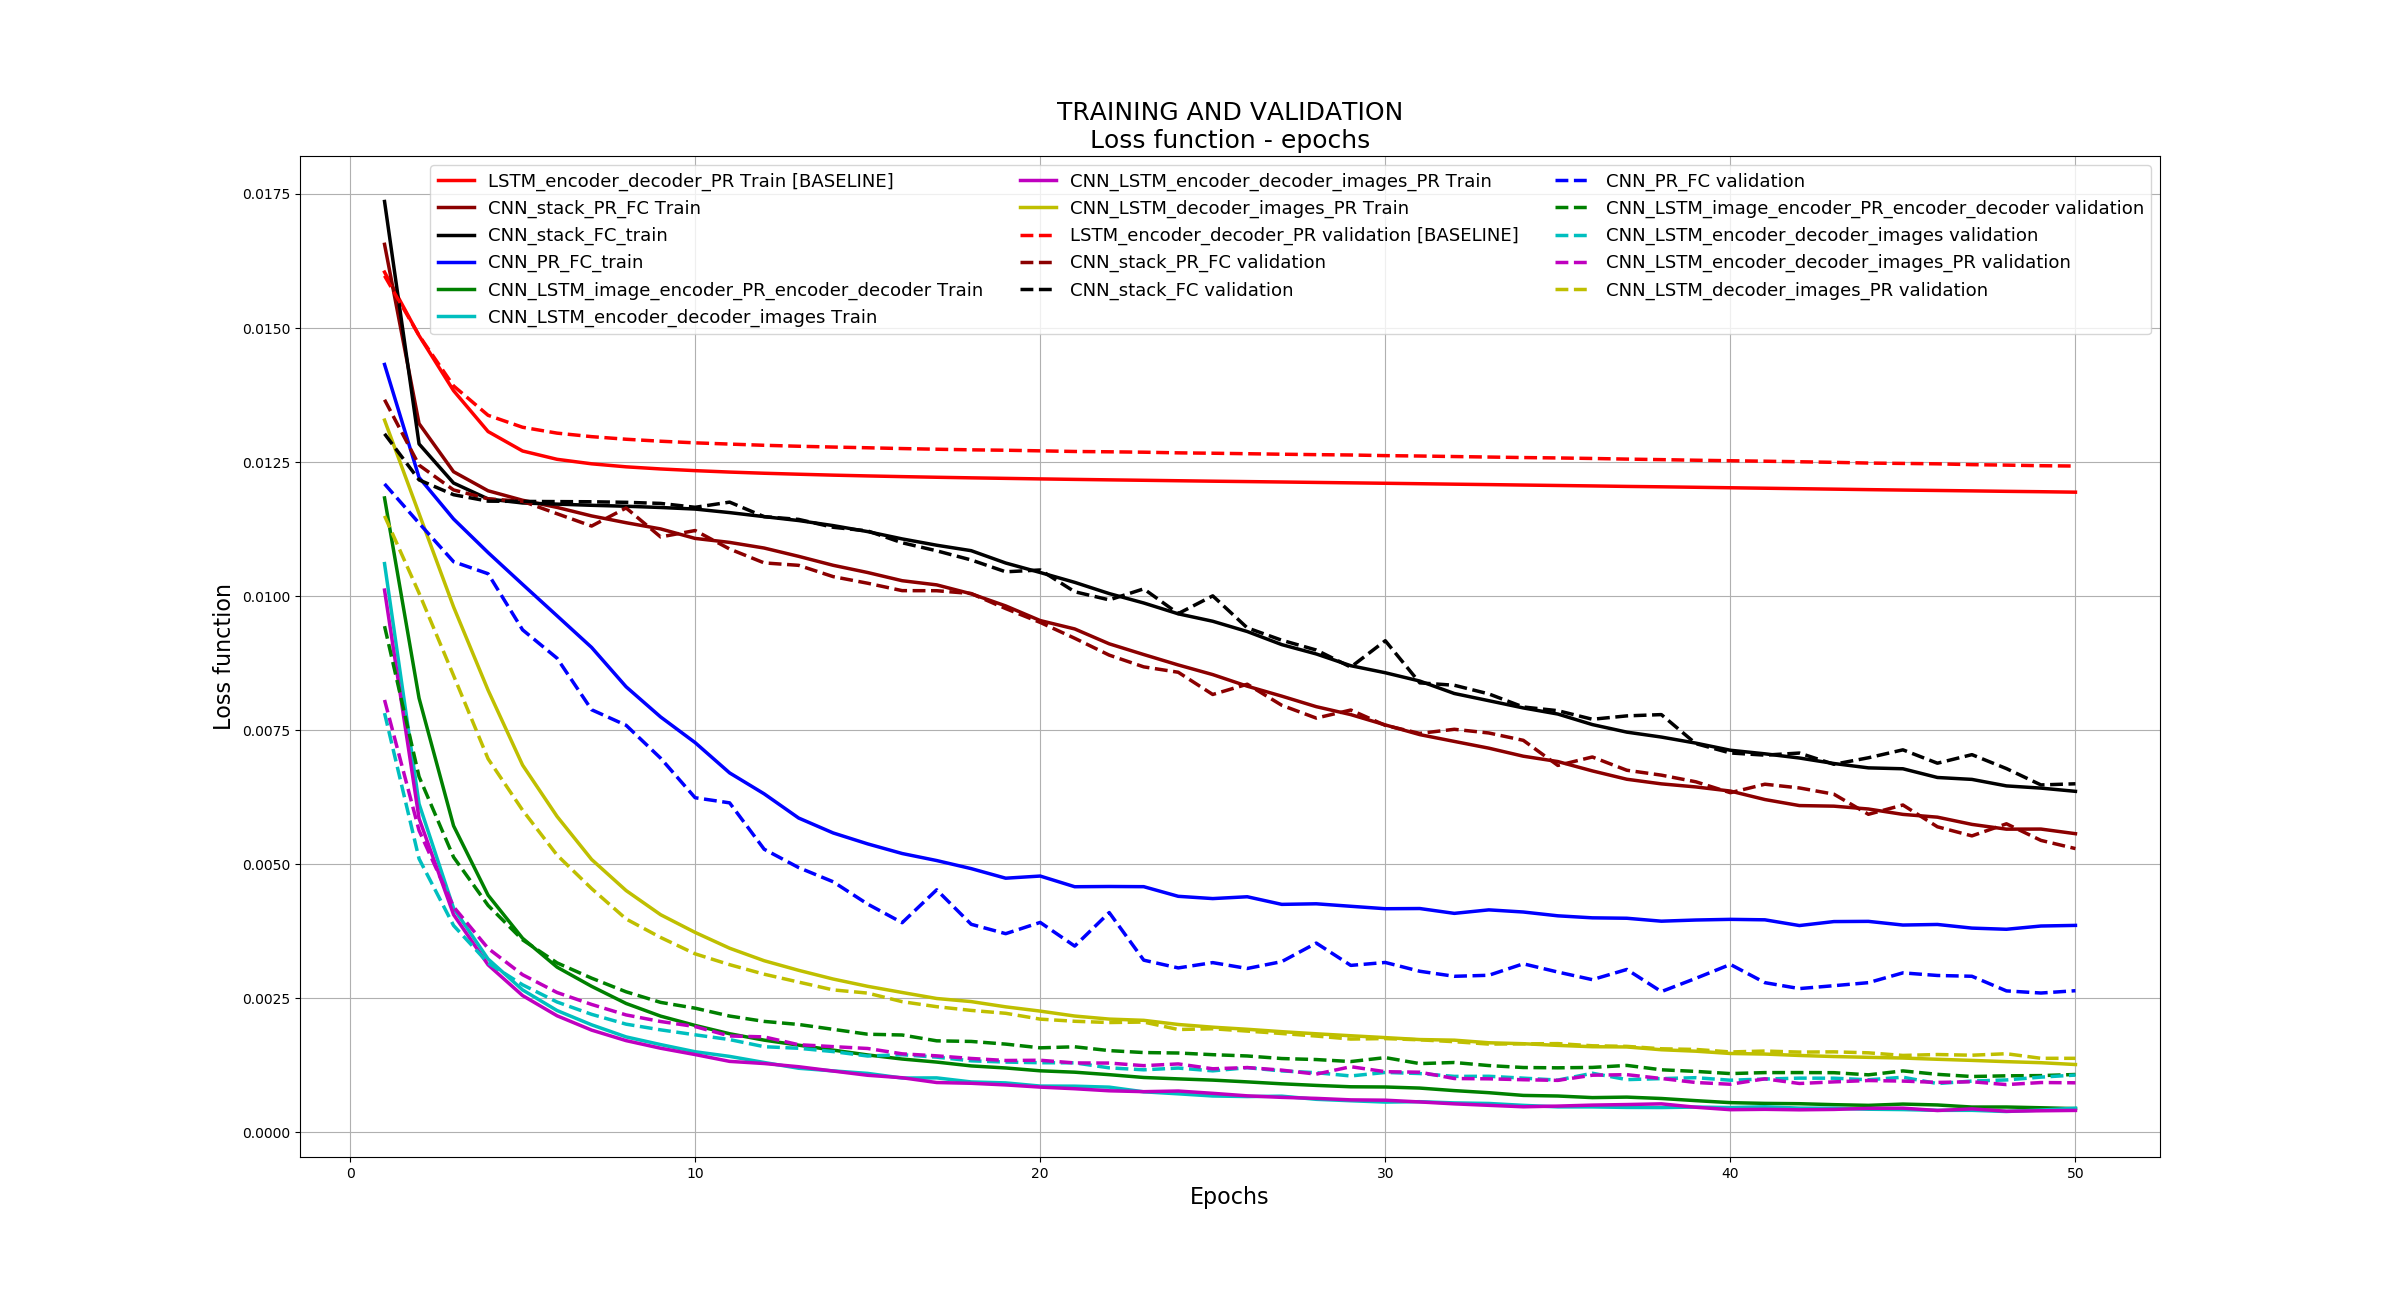 TRAINING AND VALIDATION
Loss function - epochs
LSTM_encoder_decoder_PR Train [BASELINE]
CNN_stack_PR_FC Train
CNN_stack_FC_train
CNN_PR_FC_train
CNN_LSTM_image_encoder_PR_encoder_decoder Train
CNN_LSTM_encoder_decoder_images Train
CNN_LSTM_encoder_decoder_images_PR Train
CNN_LSTM_decoder_images_PR Train
LSTM_encoder_decoder_PR validation [BASELINE]
CNN_stack_PR_FC validation
CNN_stack_FC validation
CNN_PR_FC validation
CNN_LSTM_image_encoder_PR_encoder_decoder validation
CNN_LSTM_encoder_decoder_images validation
CNN_LSTM_encoder_decoder_images_PR validation
CNN_LSTM_decoder_images_PR validation
Loss function
0.0175
0.0150
0.0125
0.0100
0.0075
0.0050
0.0025
0.0000
0 10 20 30 40 50
Epochs